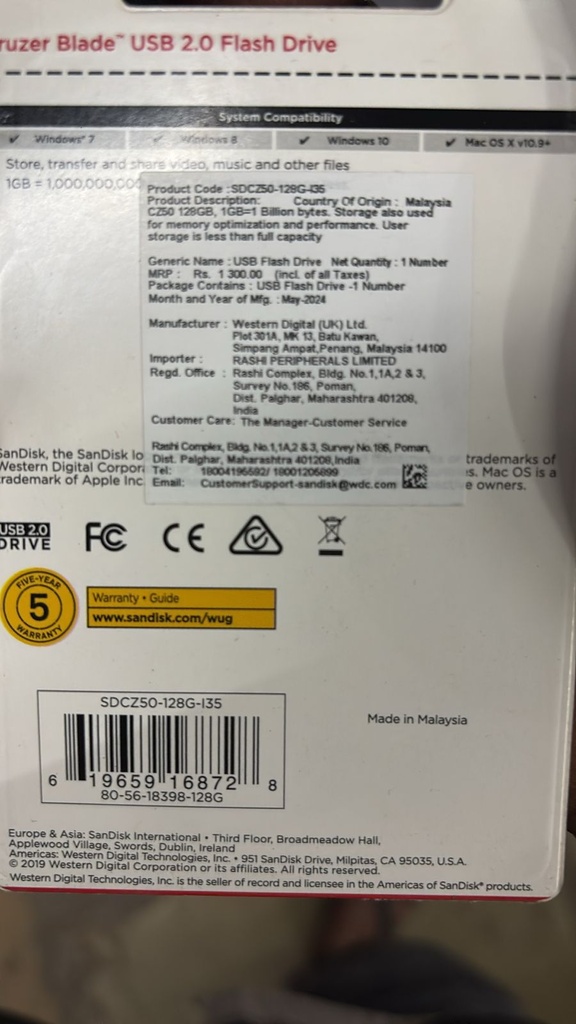 ruzer Blade™ USB 2.0 Flash Drive
System Compatibility
✔ Windows® 7 ✔ Windows 8 ✔ Windows 10 ✔ Mac OS X v10.9+
Store, transfer and share video, music and other files
1GB = 1,000,000,000
Product Code : SDCZ50-128G-I35
Product Description: Country Of Origin : Malaysia
CZ50 128GB, 1GB=1 Billion bytes. Storage also used
for memory optimization and performance. User
storage is less than full capacity
Generic Name : USB Flash Drive Net Quantity : 1 Number
MRP : Rs. 1 300.00 (incl. of all Taxes)
Package Contains : USB Flash Drive -1 Number
Month and Year of Mfg. : May-2024
Manufacturer : Western Digital (UK) Ltd.
Plot 301A, MK 13, Batu Kawan,
Simpang Ampat,Penang, Malaysia 14100
Importer : RASHI PERIPHERALS LIMITED
Regd. Office : Rashi Complex, Bldg. No.1,1A,2 & 3,
Survey No.186, Poman,
Dist. Palghar, Maharashtra 401208,
India
Customer Care: The Manager-Customer Service
Rashi Complex, Bldg. No.1,1A,2 & 3, Survey No.186, Poman,
Dist. Palghar, Maharashtra 401208,India
Tel: 18004195592/ 18001205899
Email: CustomerSupport-sandisk@wdc.com
SanDisk, the SanDisk lo trademarks of
Western Digital Corpor s. Mac OS is a
trademark of Apple Inc e owners.
USB 2.0
DRIVE
FC CE
FIVE-YEAR
5
WARRANTY
Warranty • Guide
www.sandisk.com/wug
SDCZ50-128G-I35
6 19659 16872 8
80-56-18398-128G
Made in Malaysia
Europe & Asia: SanDisk International • Third Floor, Broadmeadow Hall,
Applewood Village, Swords, Dublin, Ireland
Americas: Western Digital Technologies, Inc. • 951 SanDisk Drive, Milpitas, CA 95035, U.S.A.
© 2019 Western Digital Corporation or its affiliates. All rights reserved.
Western Digital Technologies, Inc. is the seller of record and licensee in the Americas of SanDisk® products.